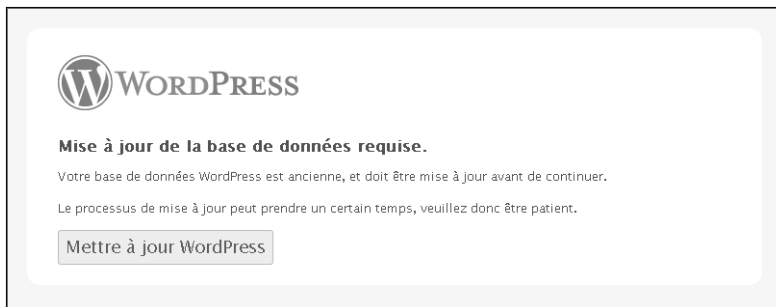 WORDPRESS
Mise à jour de la base de données requise.
Votre base de données WordPress est ancienne, et doit être mise à jour avant de continuer.
Le processus de mise à jour peut prendre un certain temps, veuillez donc être patient.
Mettre à jour WordPress